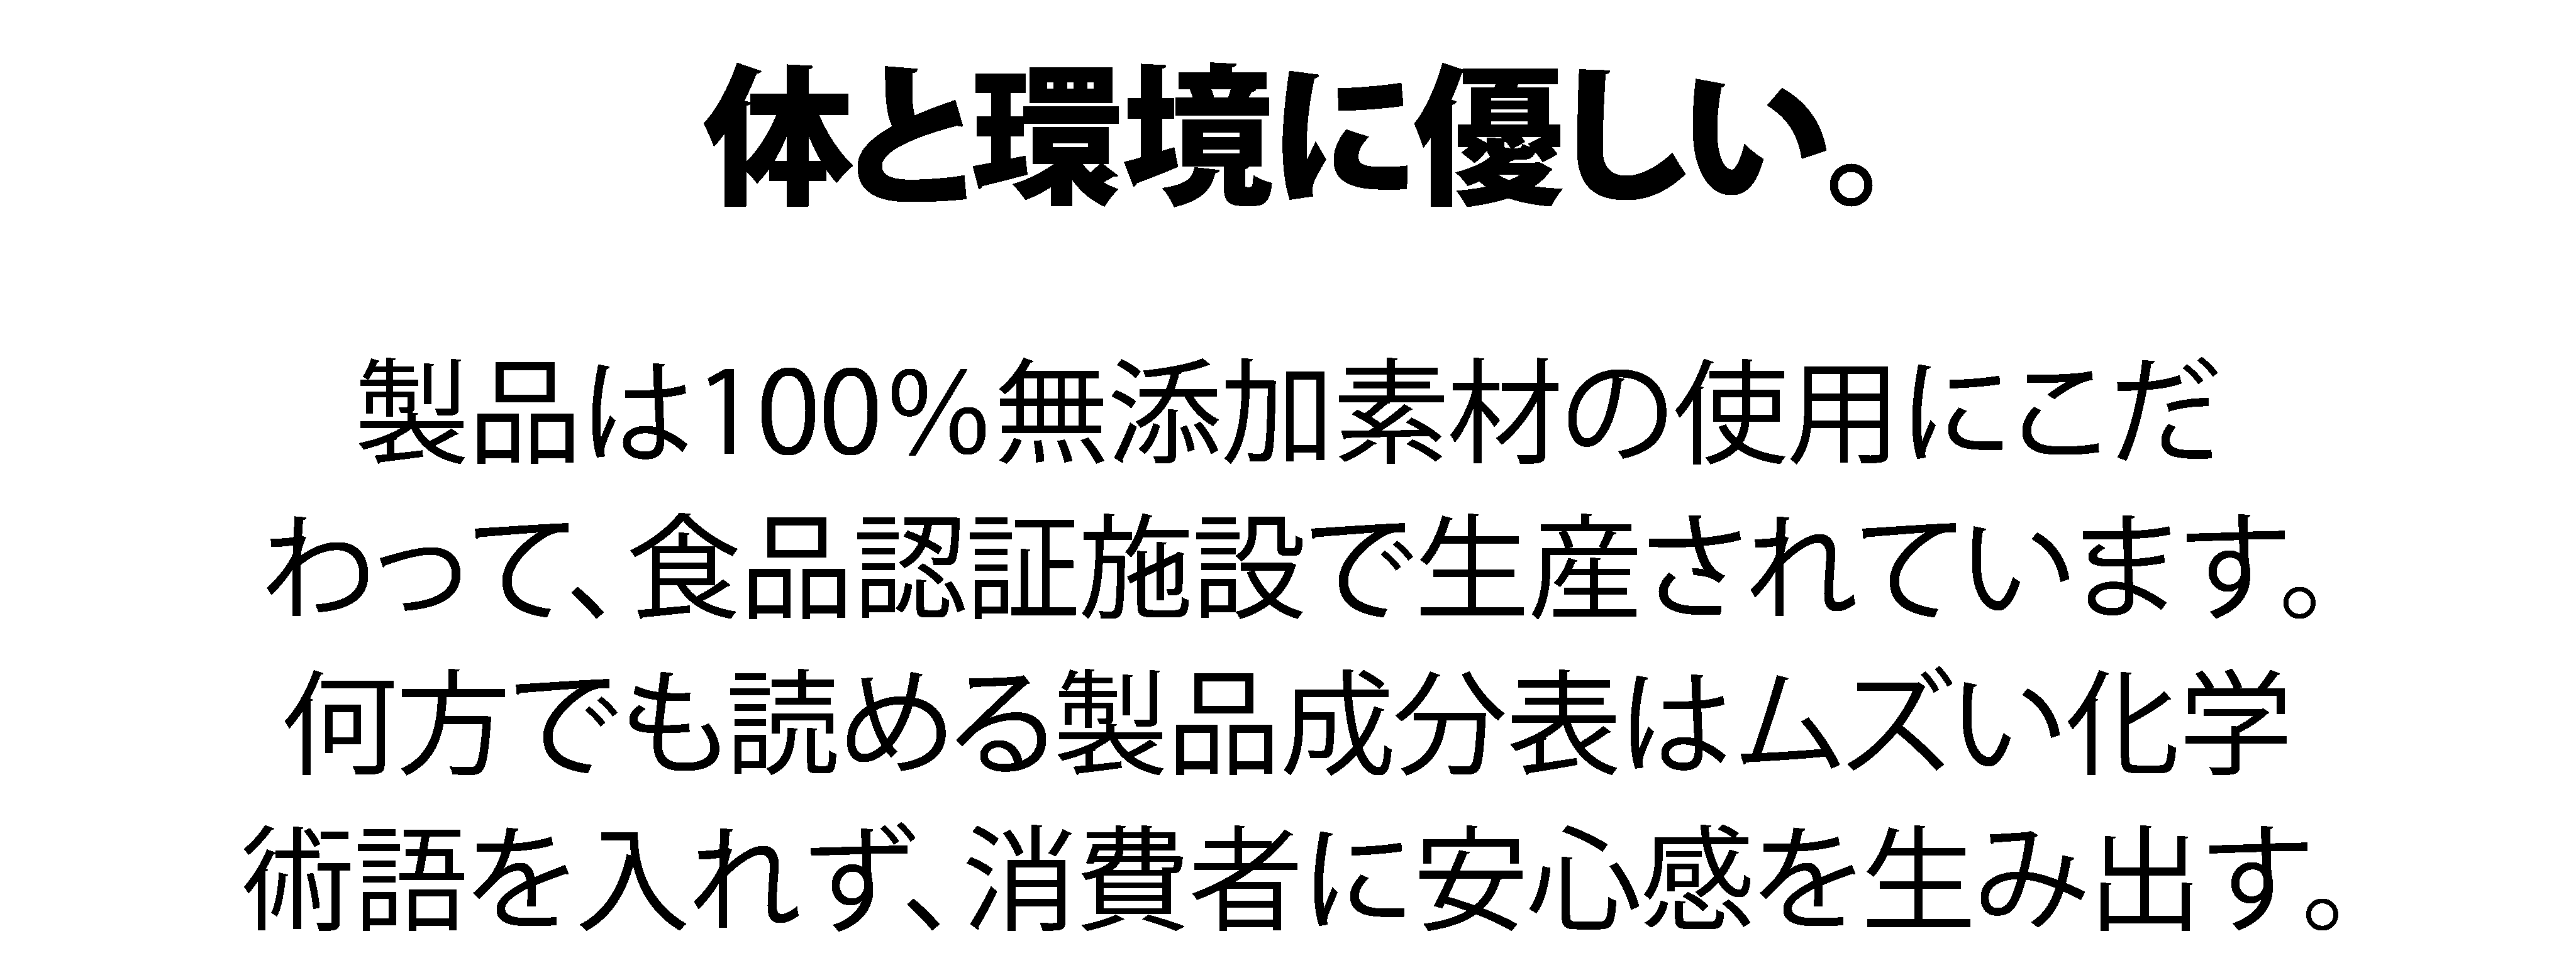 体と環境に優しい。
製品は100%無添加素材の使用にこだ
わって、食品認証施設で生産されています。
何方でも読める製品成分表はムズい化学
術語を入れず、消費者に安心感を生み出す。